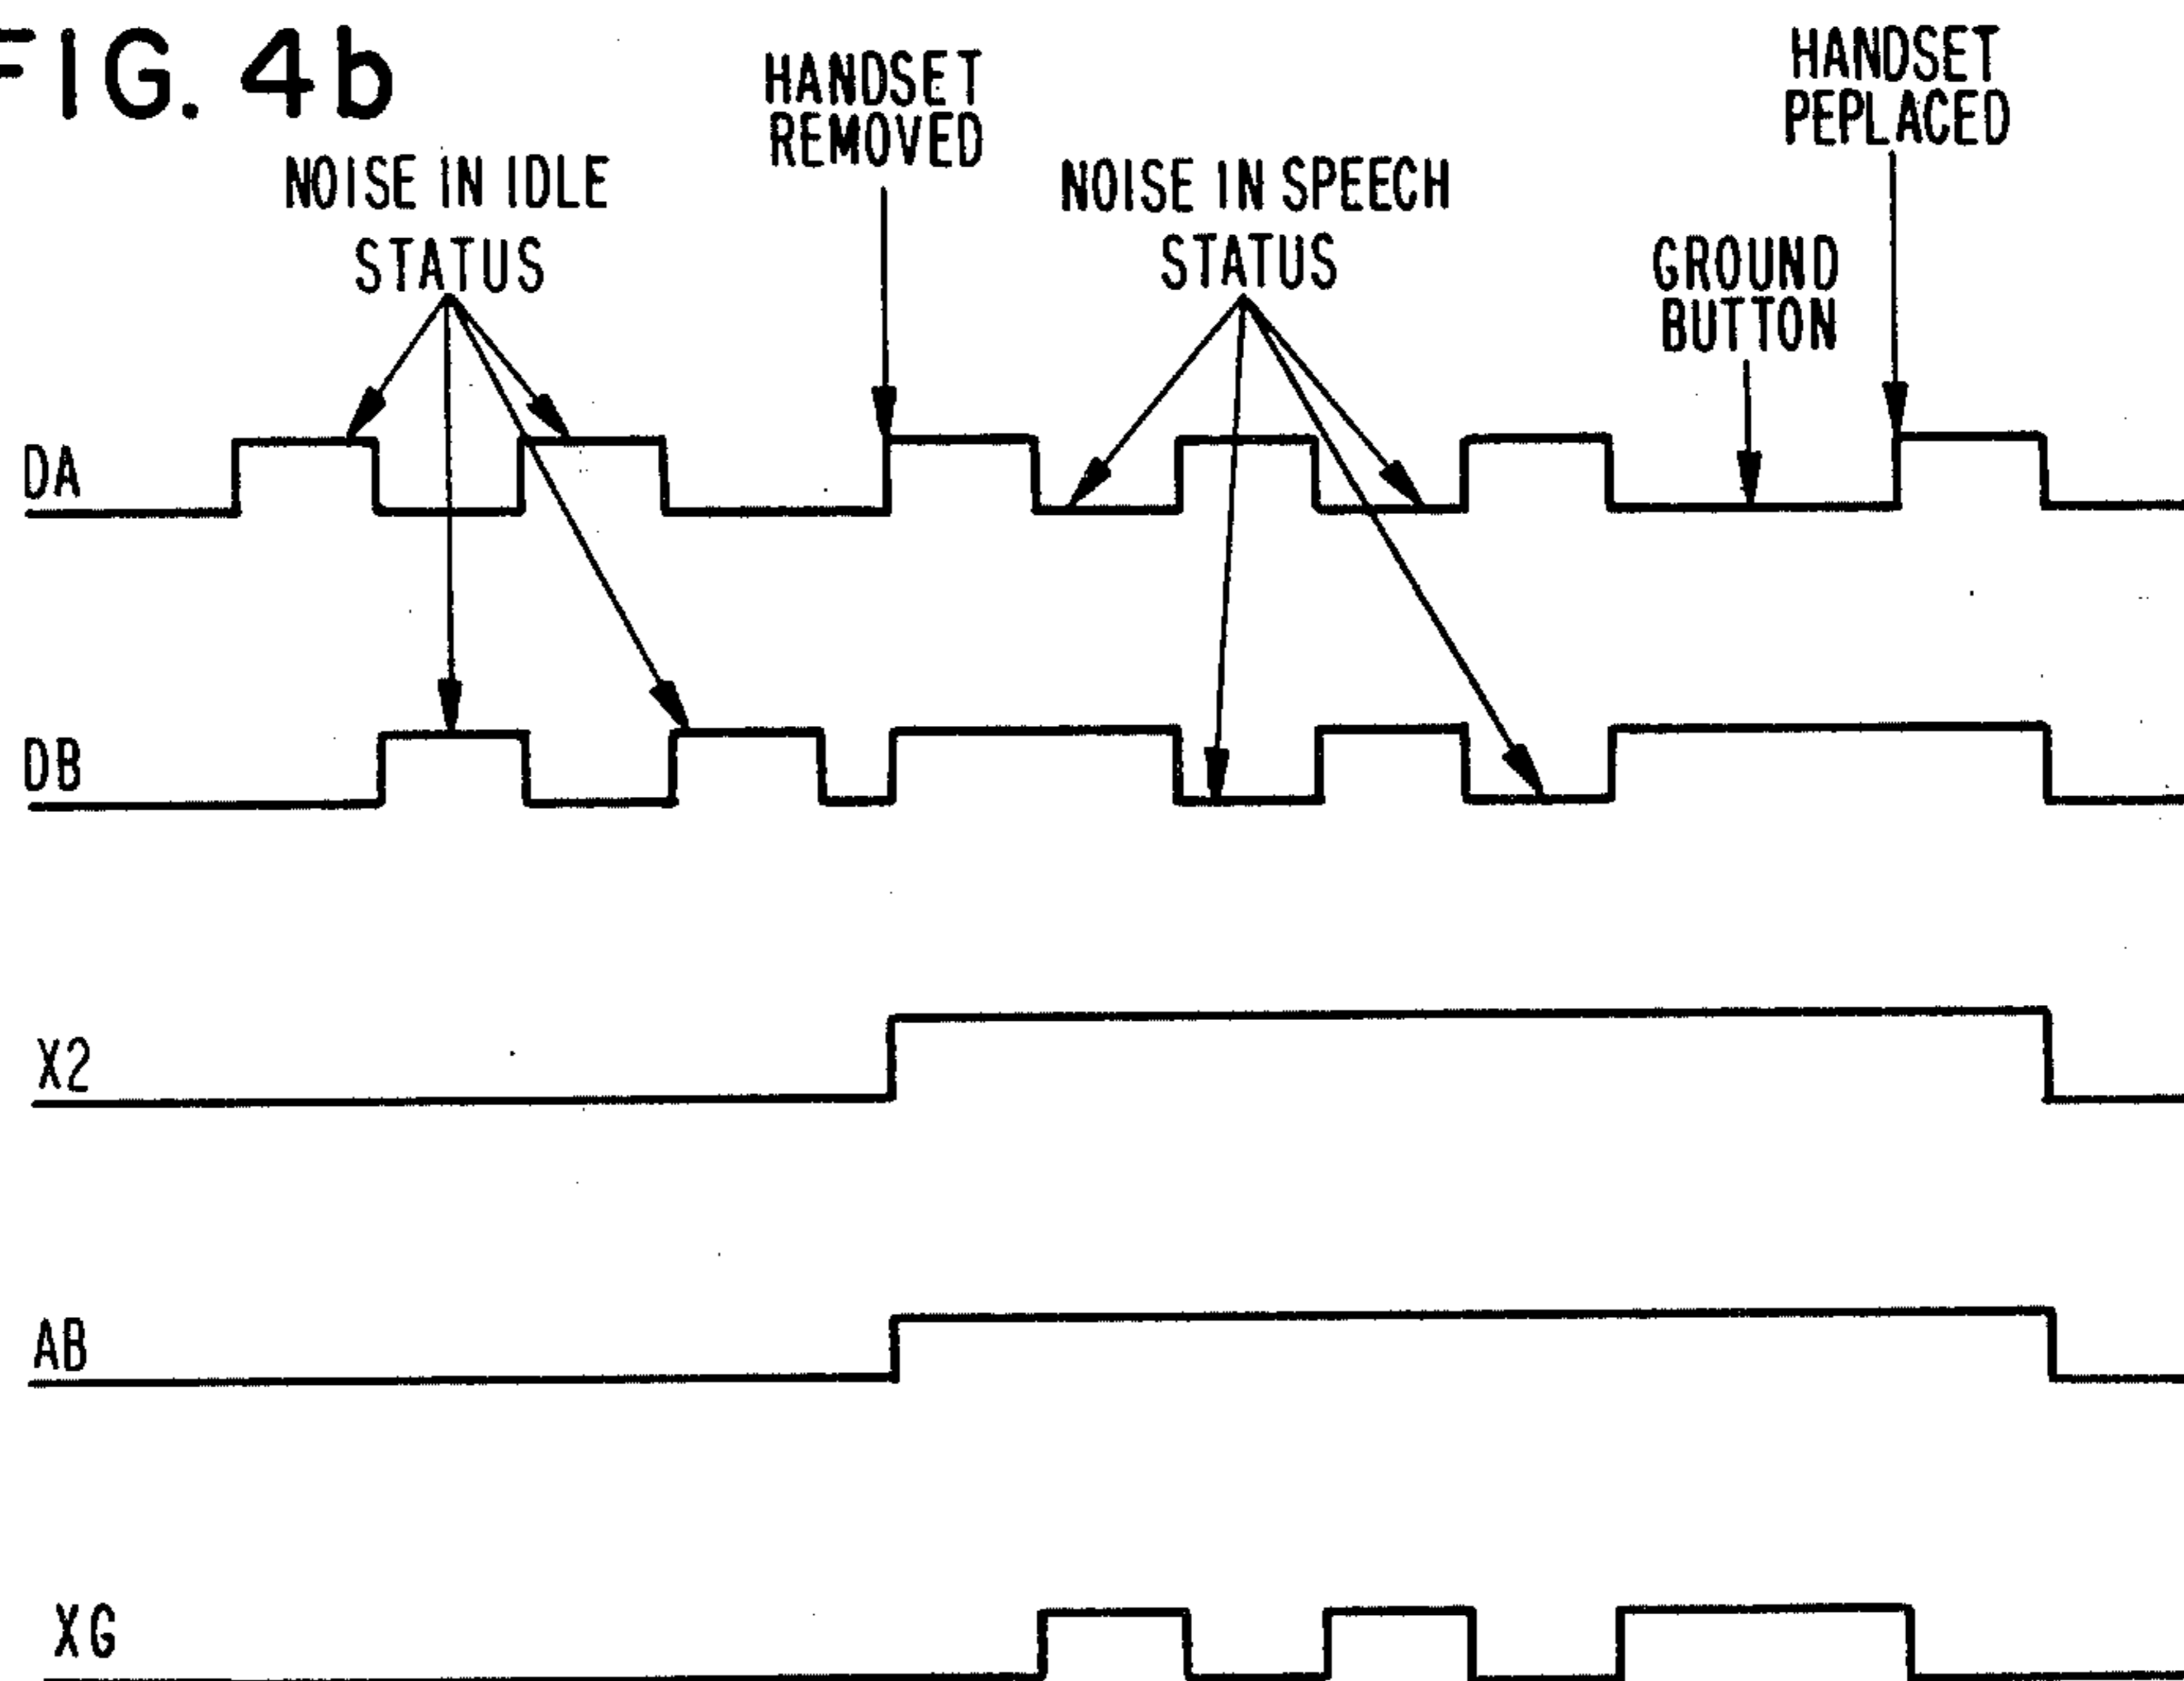 FIG. 4b
HANDSET
REMOVED
HANDSET
PEPLACED
NOISE IN IDLE
STATUS
NOISE IN SPEECH
STATUS
GROUND
BUTTON
DA
DB
X2
AB
XG